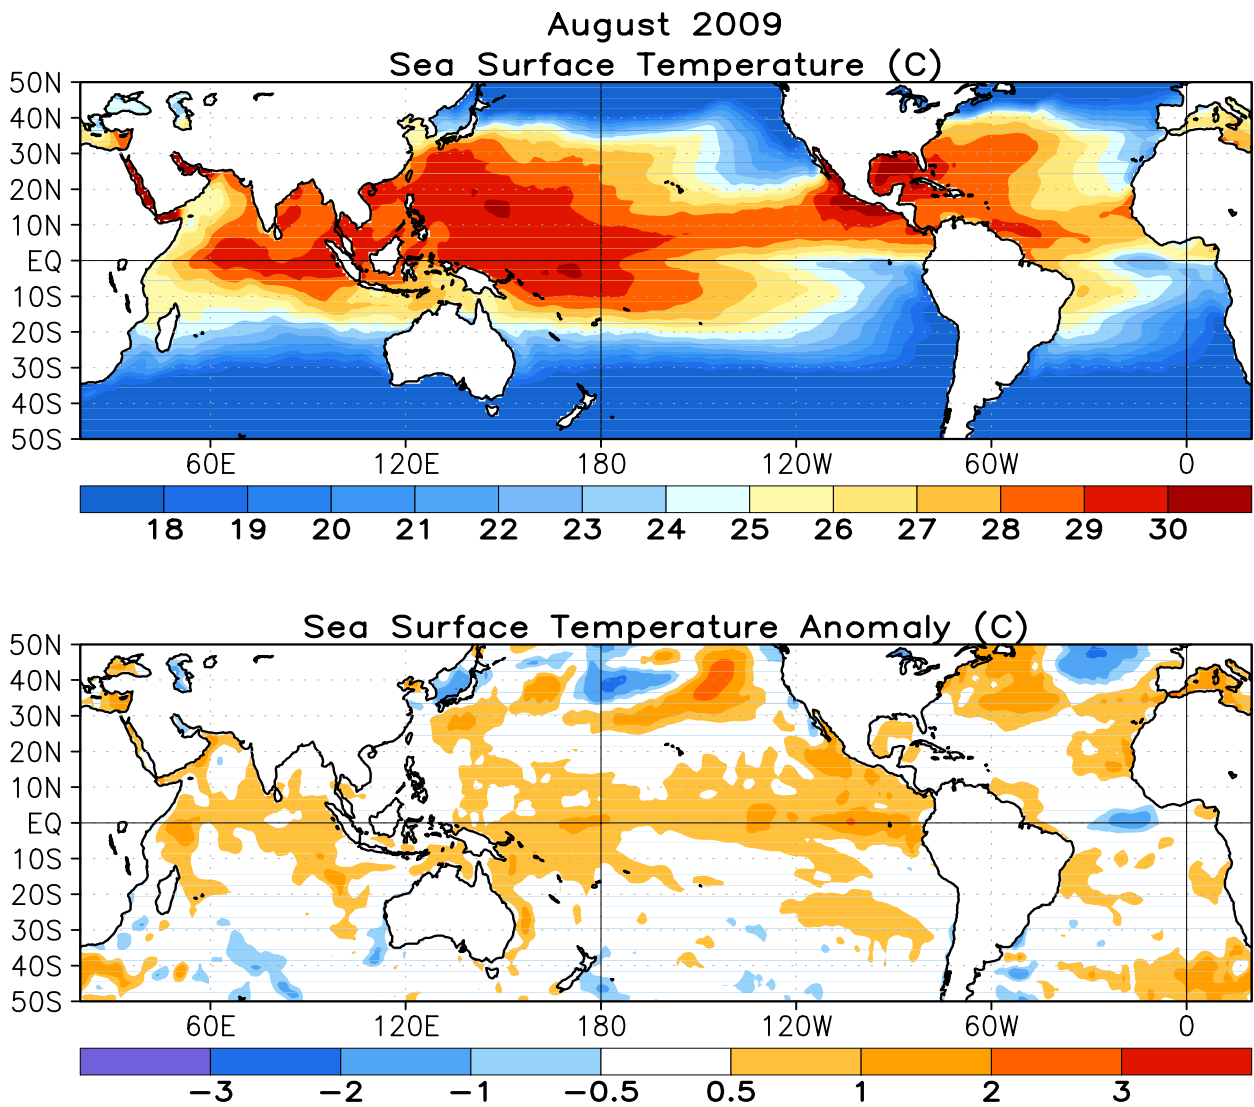 August 2009
Sea Surface Temperature (C)
50N
40N
30N
20N
10N
EQ
10S
20S
30S
40S
50S
60E 120E 180 120W 60W 0
18 19 20 21 22 23 24 25 26 27 28 29 30
Sea Surface Temperature Anomaly (C)
50N
40N
30N
20N
10N
EQ
10S
20S
30S
40S
50S
60E 120E 180 120W 60W 0
−3 −2 −1 −0.5 0.5 1 2 3